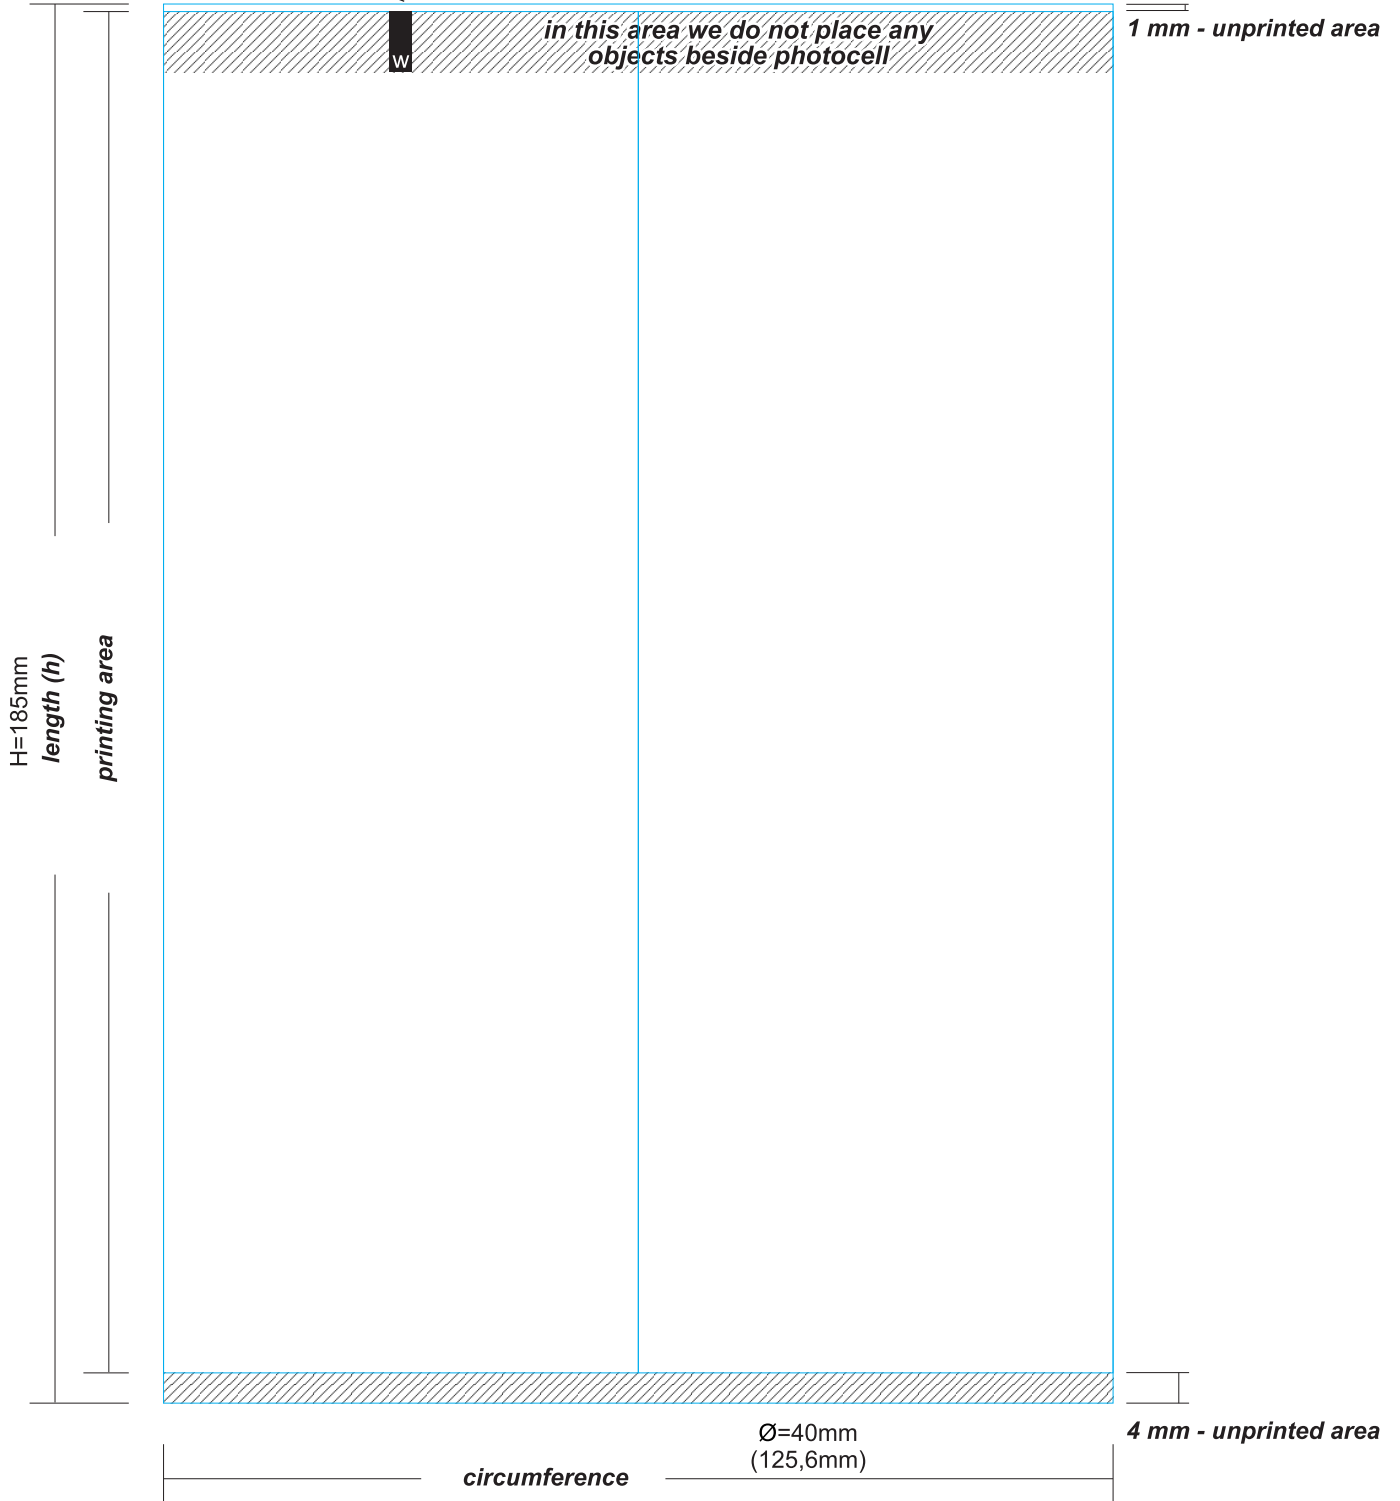 in this area we do not place any
objects beside photocell
1 mm - unprinted area
W
H=185mm
length (h)
printing area
Ø=40mm
(125,6mm)
4 mm - unprinted area
circumference